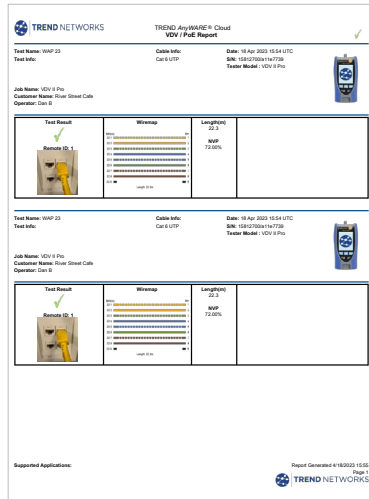 TREND NETWORKS
TREND AnyWARE® Cloud
VDV / PoE Report
Test Name: WAP 23
Cable Info:
Date: 18 Apr 2023 15:54 UTC
Test Info:
Cat 6 UTP
Tester Model : VDV II Pro
Job Name: VDV II Pro
Customer Name: River Street Cafe
Operator: Dan B
Test Result
Wiremap
Length(m)
22.3
Remote ID: 1
NVP
72.00%
Test Name: WAP 23
Cable Info:
Date: 18 Apr 2023 15:54 UTC
Test Info:
Cat 6 UTP
Tester Model : VDV II Pro
Job Name: VDV II Pro
Customer Name: River Street Cafe
Operator: Dan B
Test Result
Wiremap
Length(m)
22.3
Remote ID: 1
NVP
72.00%
Supported Applications:
Report Generated 4/18/2023 15:55
Page 1
TREND NETWORKS